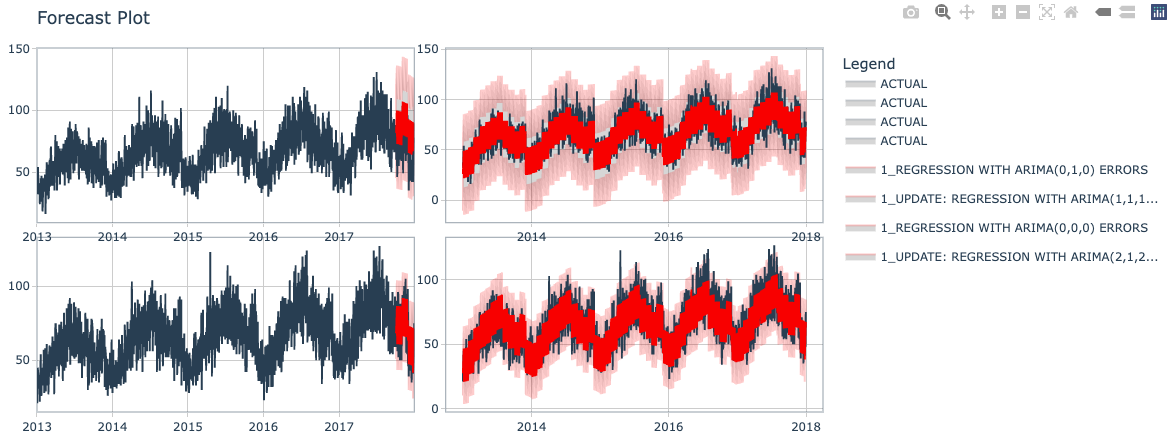 Forecast Plot
150
100
50
2013
2014
2015
2016
2017
150
100
50
0
2014
2016
2018
100
50
2013
2014
2015
2016
2017
100
50
0
2014
2016
2018
Legend
ACTUAL
ACTUAL
ACTUAL
ACTUAL
1_REGRESSION WITH ARIMA(0,1,0) ERRORS
1_UPDATE: REGRESSION WITH ARIMA(1,1,1...
1_REGRESSION WITH ARIMA(0,0,0) ERRORS
1_UPDATE: REGRESSION WITH ARIMA(2,1,2...